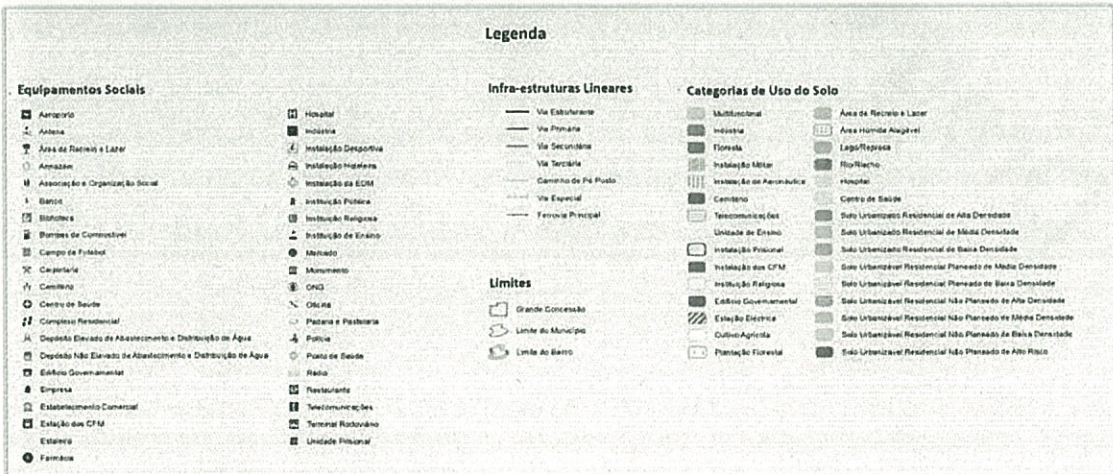 Legenda
Equipamentos Sociais
Aeroporto
Antena
Área de Recreio e Lazer
Armazém
Associação e Organização Social
Banco
Biblioteca
Bombas de Combustível
Campo de Futebol
Carpintaria
Cemitério
Centro de Saúde
Complexo Residencial
Depósito Elevado de Abastecimento e Distribuição de Água
Depósito Não Elevado de Abastecimento e Distribuição de Água
Edifício Governamental
Empresa
Estabelecimento Comercial
Estação dos CFM
Estaleiro
Farmácia
Hospital
Indústria
Instalação Desportiva
Instalação Hoteleira
Instalação da EDM
Instituição Pública
Instituição Religiosa
Instituição de Ensino
Mercado
Monumento
ONG
Oficina
Padaria e Pastelaria
Polícia
Posto de Saúde
Rádio
Restaurante
Telecomunicações
Terminal Rodoviário
Unidade Prisional
Infra-estruturas Lineares
Via Estruturante
Via Primária
Via Secundária
Via Terciária
Caminho de Pé Posto
Via Especial
Ferrovia Principal
Limites
Grande Concessão
Limite do Município
Limite do Bairro
Categorias de Uso do Solo
Multifuncional
Indústria
Floresta
Instalação Militar
Instalação de Aeronáutica
Cemitério
Telecomunicações
Unidade de Ensino
Instalação Prisional
Instalação dos CFM
Instituição Religiosa
Edifício Governamental
Estação Eléctrica
Cultivo Agrícola
Plantação Florestal
Área de Recreio e Lazer
Área Húmida Alagável
Lago/Represa
Rio/Riacho
Hospital
Centro de Saúde
Solo Urbanizado Residencial de Alta Densidade
Solo Urbanizado Residencial de Média Densidade
Solo Urbanizado Residencial de Baixa Densidade
Solo Urbanizável Residencial Planeado de Média Densidade
Solo Urbanizável Residencial Planeado de Baixa Densidade
Solo Urbanizável Residencial Não Planeado de Alta Densidade
Solo Urbanizável Residencial Não Planeado de Média Densidade
Solo Urbanizável Residencial Não Planeado de Baixa Densidade
Solo Urbanizável Residencial Não Planeado de Alto Risco